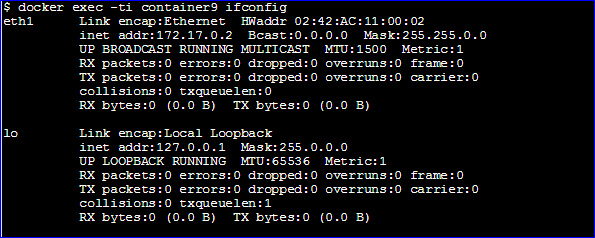 $ docker exec -ti container9 ifconfig
eth1 Link encap:Ethernet HWaddr 02:42:AC:11:00:02
inet addr:172.17.0.2 Bcast:0.0.0.0 Mask:255.255.0.0
UP BROADCAST RUNNING MULTICAST MTU:1500 Metric:1
RX packets:0 errors:0 dropped:0 overruns:0 frame:0
TX packets:0 errors:0 dropped:0 overruns:0 carrier:0
collisions:0 txqueuelen:0
RX bytes:0 (0.0 B) TX bytes:0 (0.0 B)
lo Link encap:Local Loopback
inet addr:127.0.0.1 Mask:255.0.0.0
UP LOOPBACK RUNNING MTU:65536 Metric:1
RX packets:0 errors:0 dropped:0 overruns:0 frame:0
TX packets:0 errors:0 dropped:0 overruns:0 carrier:0
collisions:0 txqueuelen:1
RX bytes:0 (0.0 B) TX bytes:0 (0.0 B)